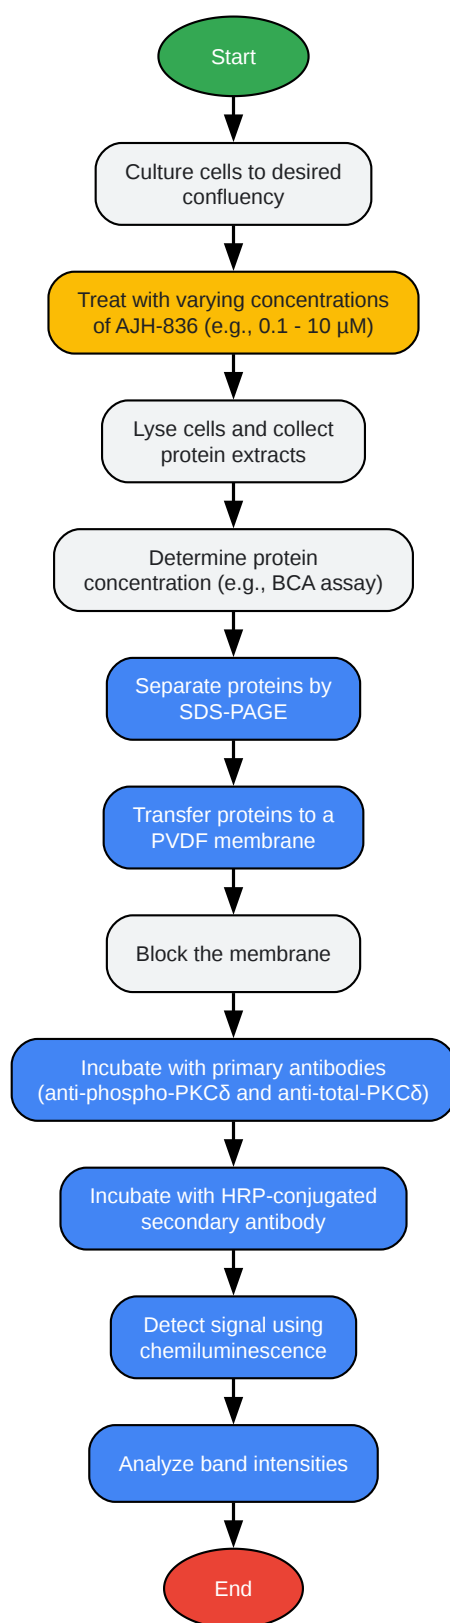 Start
Culture cells to desired
confluency
Treat with varying concentrations
of AJH-836 (e.g., 0.1 - 10 µM)
Lyse cells and collect
protein extracts
Determine protein
concentration (e.g., BCA assay)
Separate proteins by
SDS-PAGE
Transfer proteins to a
PVDF membrane
Block the membrane
Incubate with primary antibodies
(anti-phospho-PKCδ and anti-total-PKCδ)
Incubate with HRP-conjugated
secondary antibody
Detect signal using
chemiluminescence
Analyze band intensities
End